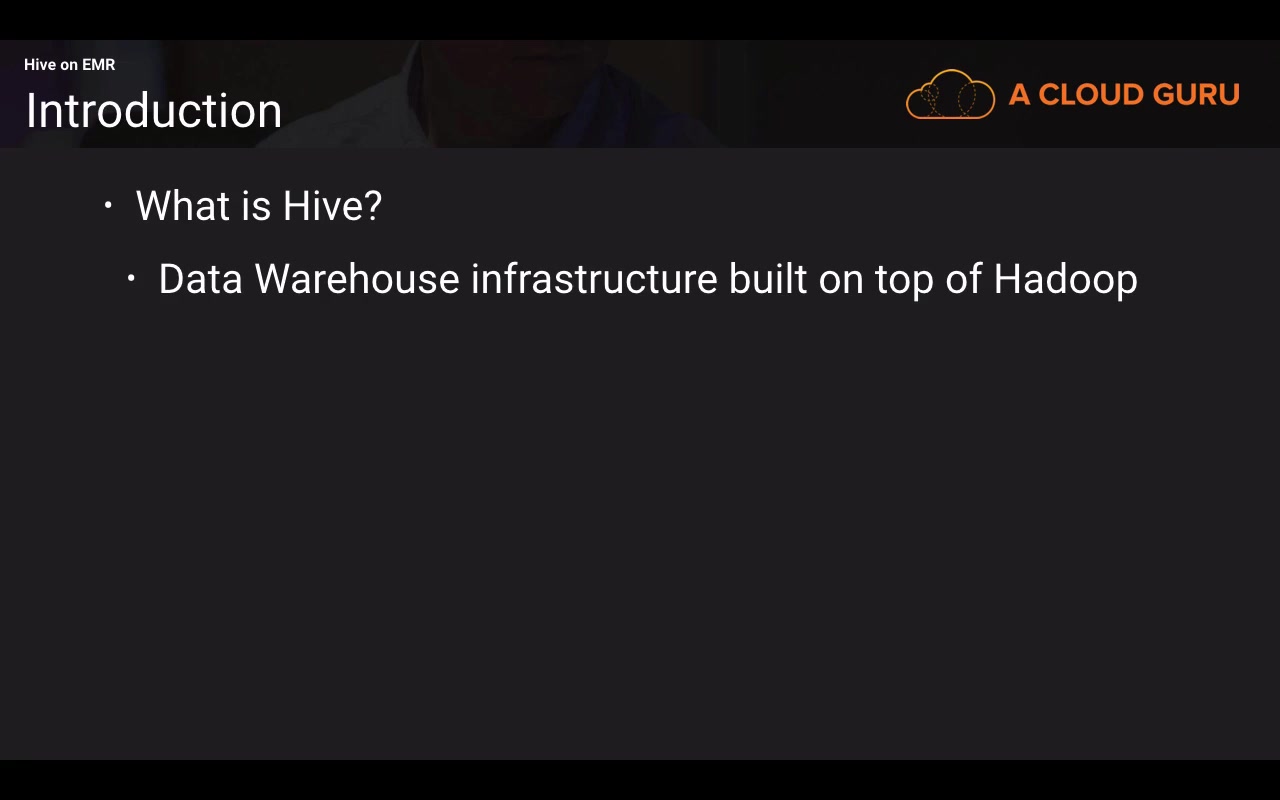 Hive on EMR
Introduction
A CLOUD GURU
• What is Hive?
• Data Warehouse infrastructure built on top of Hadoop